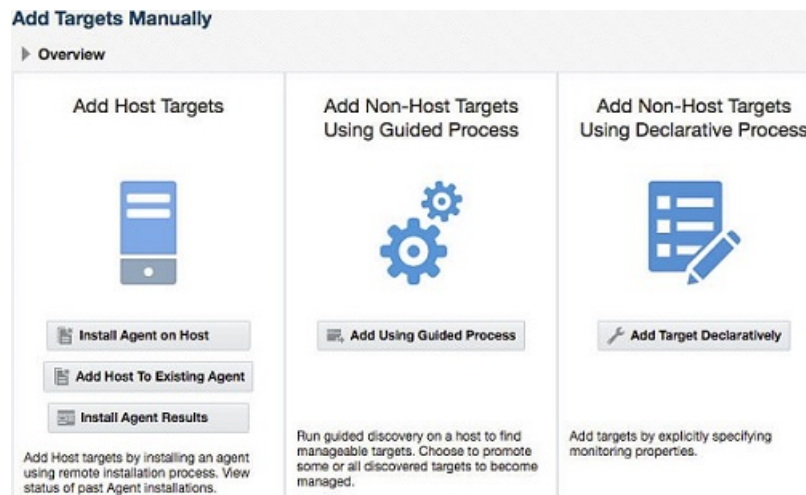 Add Targets Manually
Overview
Add Host Targets
Install Agent on Host
Add Host To Existing Agent
Install Agent Results
Add Host targets by installing an agent
using remote installation process. View
status of past Agent installations.
Add Non-Host Targets
Using Guided Process
Add Using Guided Process
Run guided discovery on a host to find
manageable targets. Choose to promote
some or all discovered targets to become
managed.
Add Non-Host Targets
Using Declarative Process
Add Target Declaratively
Add targets by explicitly specifying
monitoring properties.